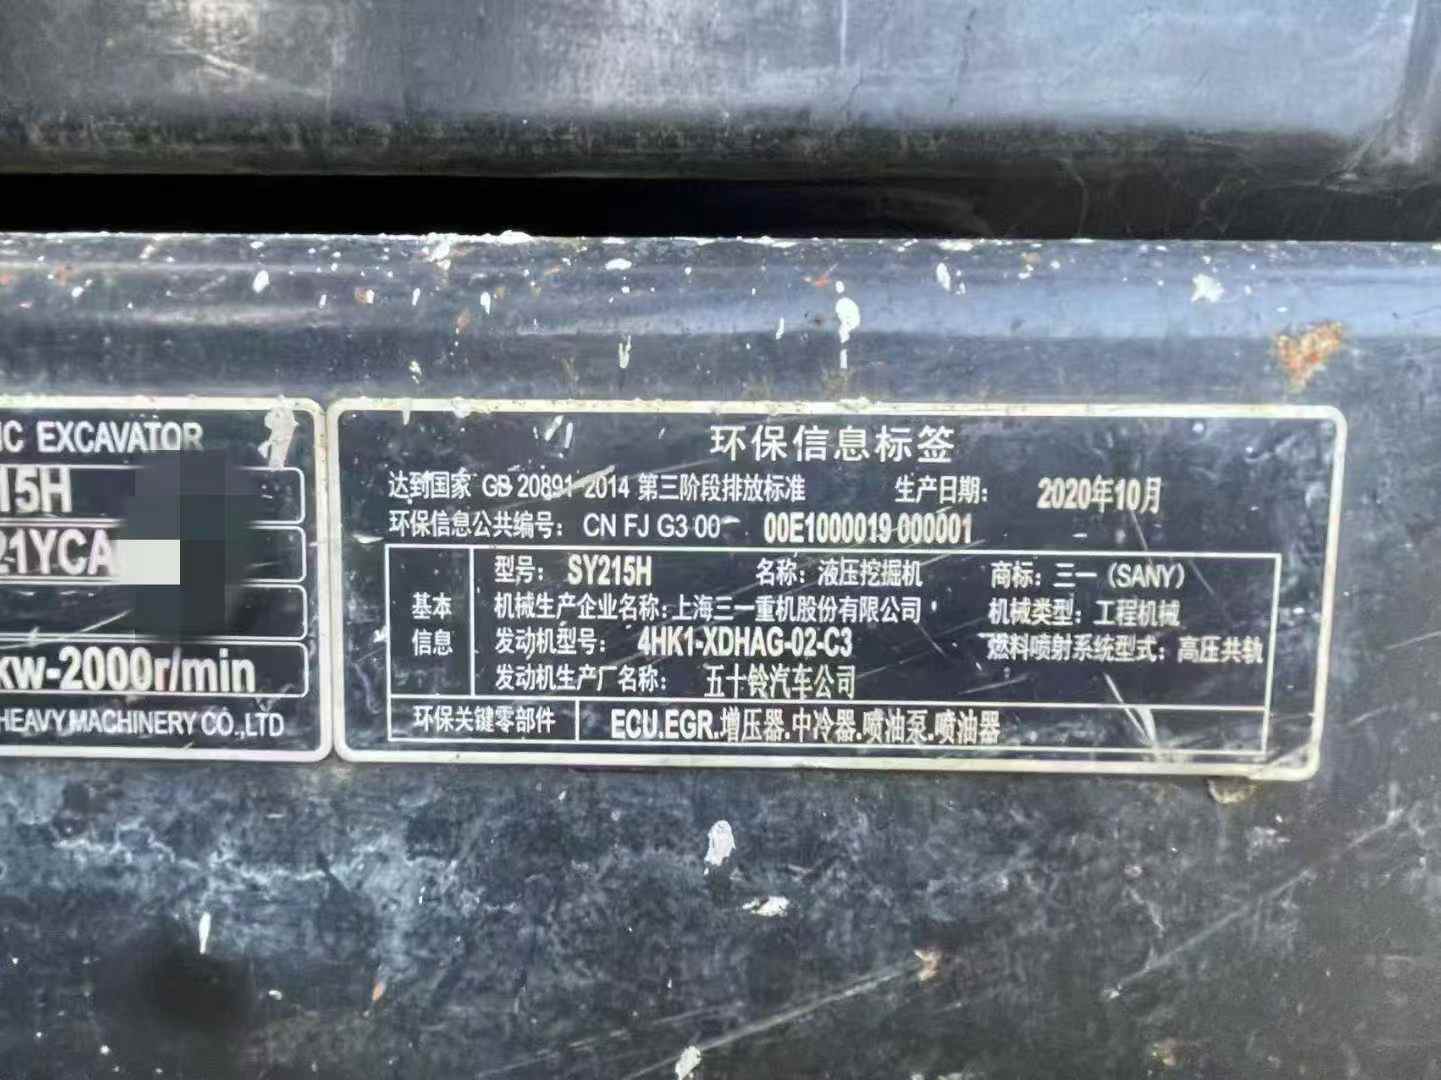 IC EXCAVATOR
15H
21YCA
kw-2000r/min
HEAVY MACHINERY CO.,LTD
环保信息标签
达到国家 GB 20891-2014 第三阶段排放标准 生产日期: 2020年10月
环保信息公共编号: CN FJ G3 00 00E1000019 000001
基本信息
型号: SY215H 名称: 液压挖掘机 商标: 三一 (SANY)
机械生产企业名称: 上海三一重机股份有限公司 机械类型: 工程机械
发动机型号: 4HK1-XDHAG-02-C3 燃料喷射系统型式: 高压共轨
发动机生产厂名称: 五十铃汽车公司
环保关键零部件 ECU.EGR.增压器.中冷器.喷油泵.喷油器